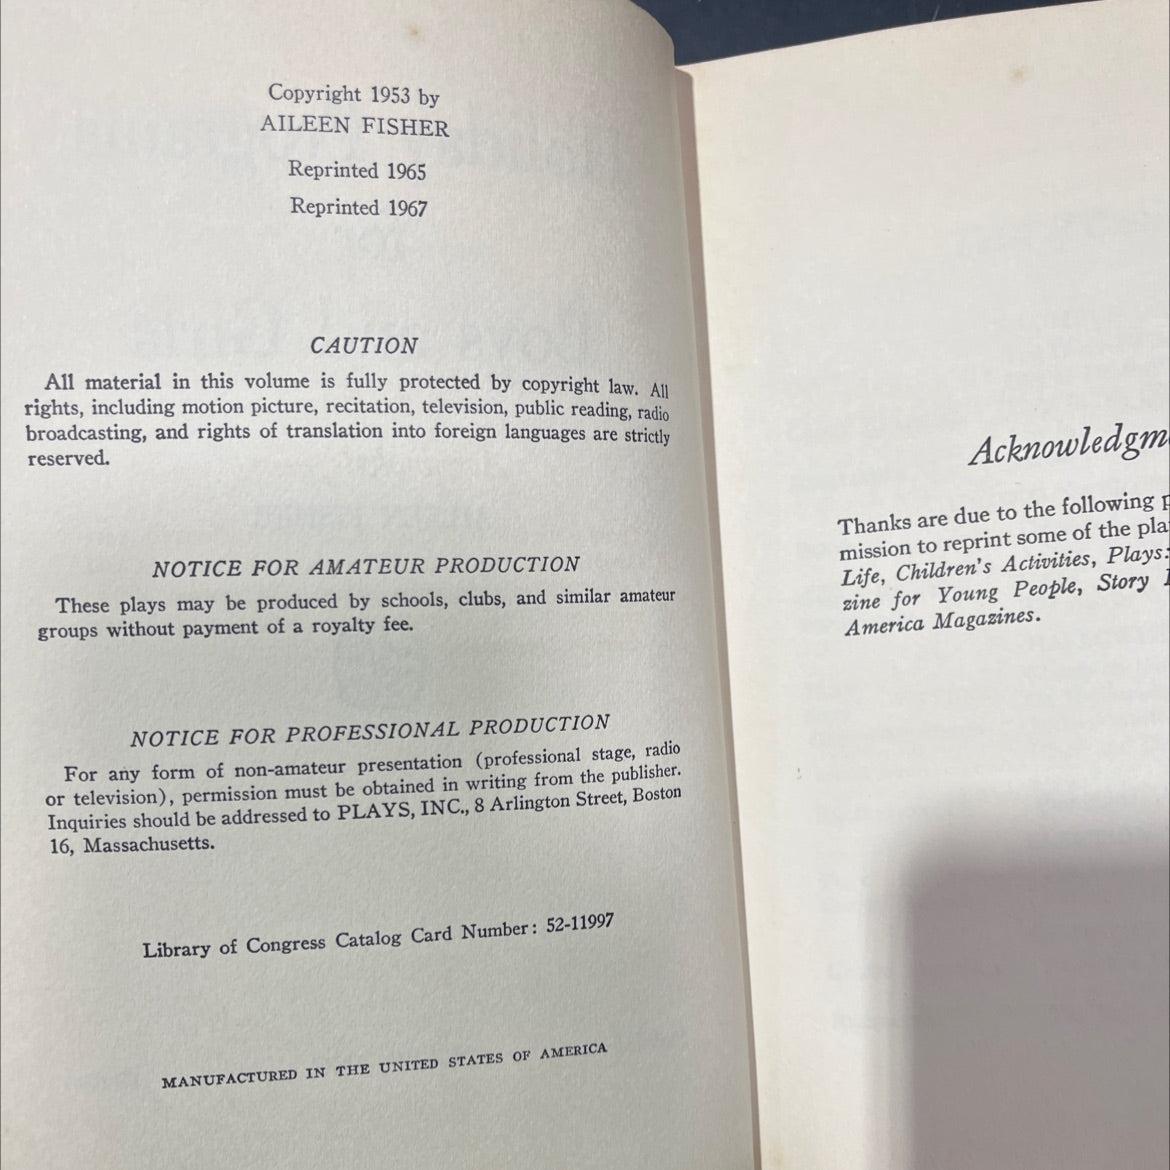 Copyright 1953 by
AILEEN FISHER
Reprinted 1965
Reprinted 1967
CAUTION
All material in this volume is fully protected by copyright law. All
rights, including motion picture, recitation, television, public reading, radio
broadcasting, and rights of translation into foreign languages are strictly
reserved.
NOTICE FOR AMATEUR PRODUCTION
These plays may be produced by schools, clubs, and similar amateur
groups without payment of a royalty fee.
NOTICE FOR PROFESSIONAL PRODUCTION
For any form of non-amateur presentation (professional stage, radio
or television), permission must be obtained in writing from the publisher.
Inquiries should be addressed to PLAYS, INC., 8 Arlington Street, Boston
16, Massachusetts.
Library of Congress Catalog Card Number: 52-11997
MANUFACTURED IN THE UNITED STATES OF AMERICA
Thanks are due to the following
mission to reprint some of the
Life, Children's Activities, Plays:
zine for Young People, Story
America Magazines.